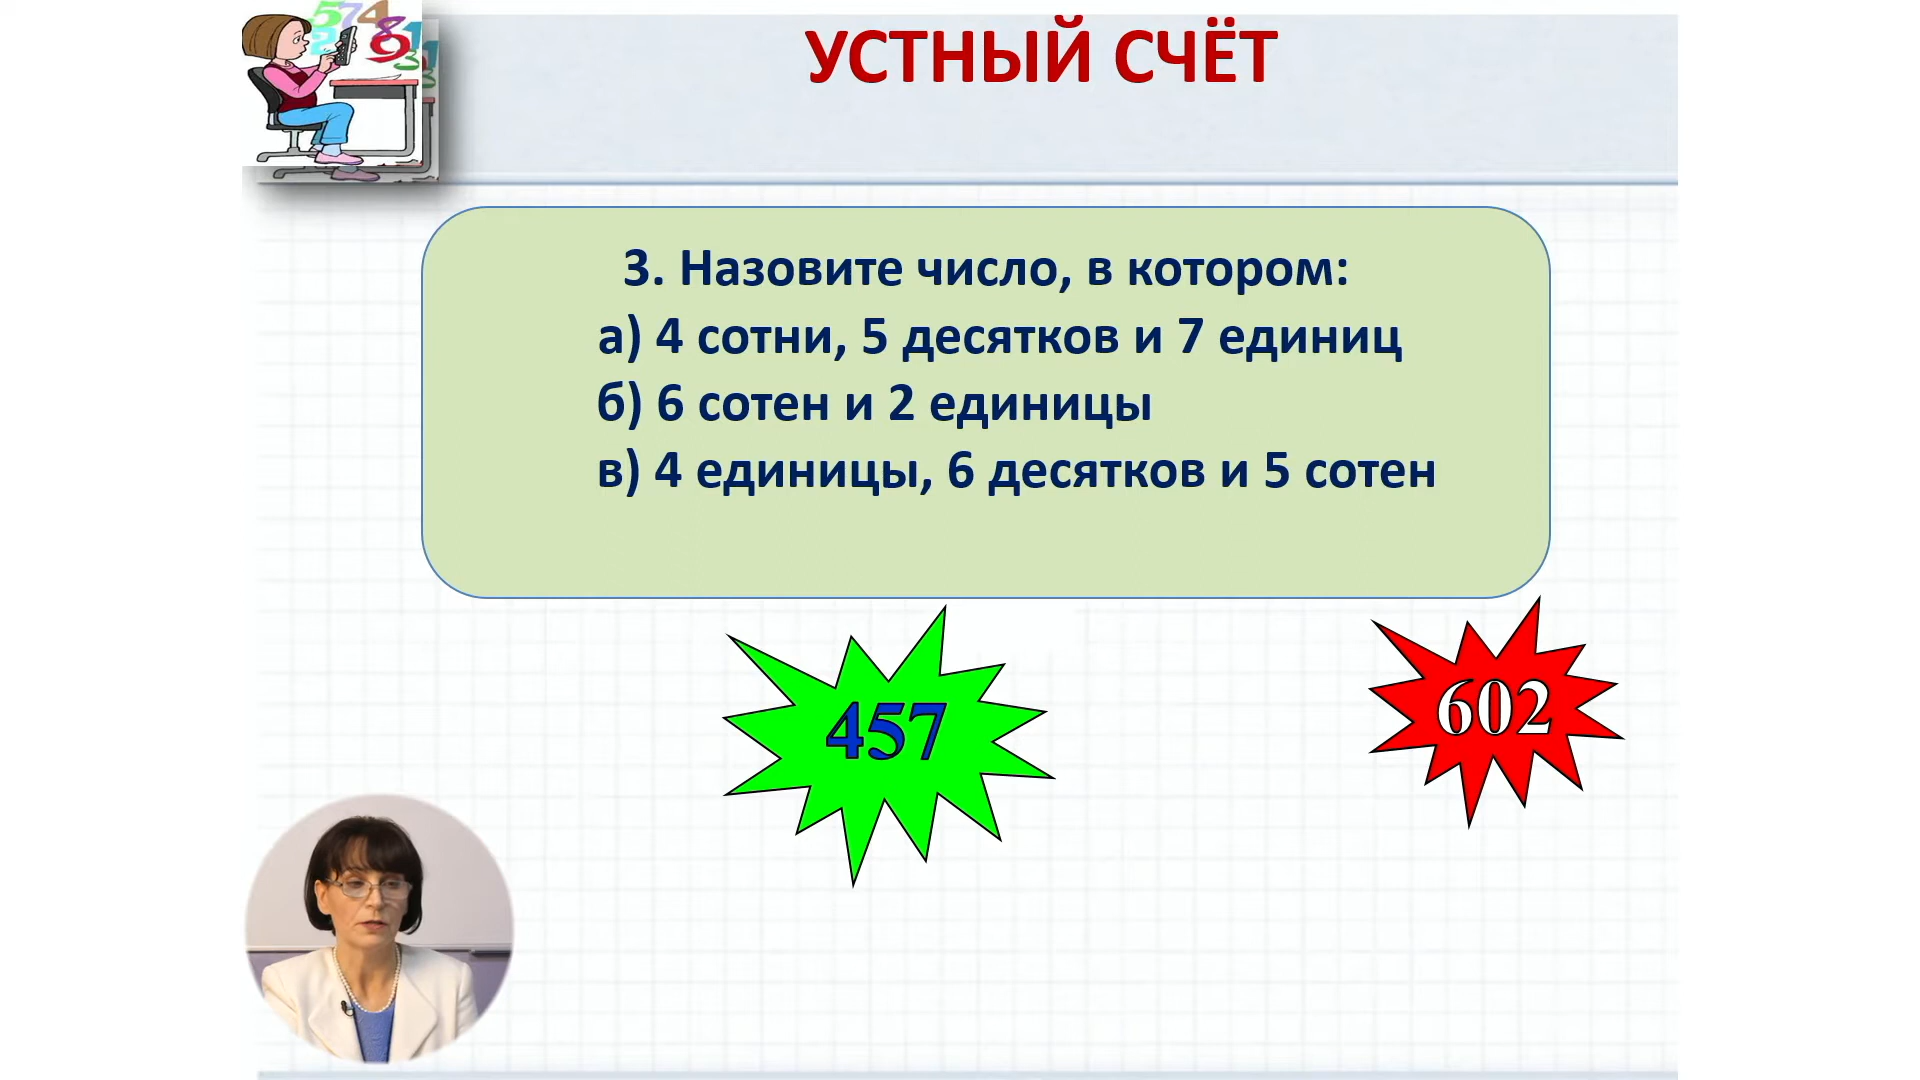 УСТНЫЙ СЧЁТ
3. Назовите число, в котором:
а) 4 сотни, 5 десятков и 7 единиц
б) 6 сотен и 2 единицы
в) 4 единицы, 6 десятков и 5 сотен
457
602